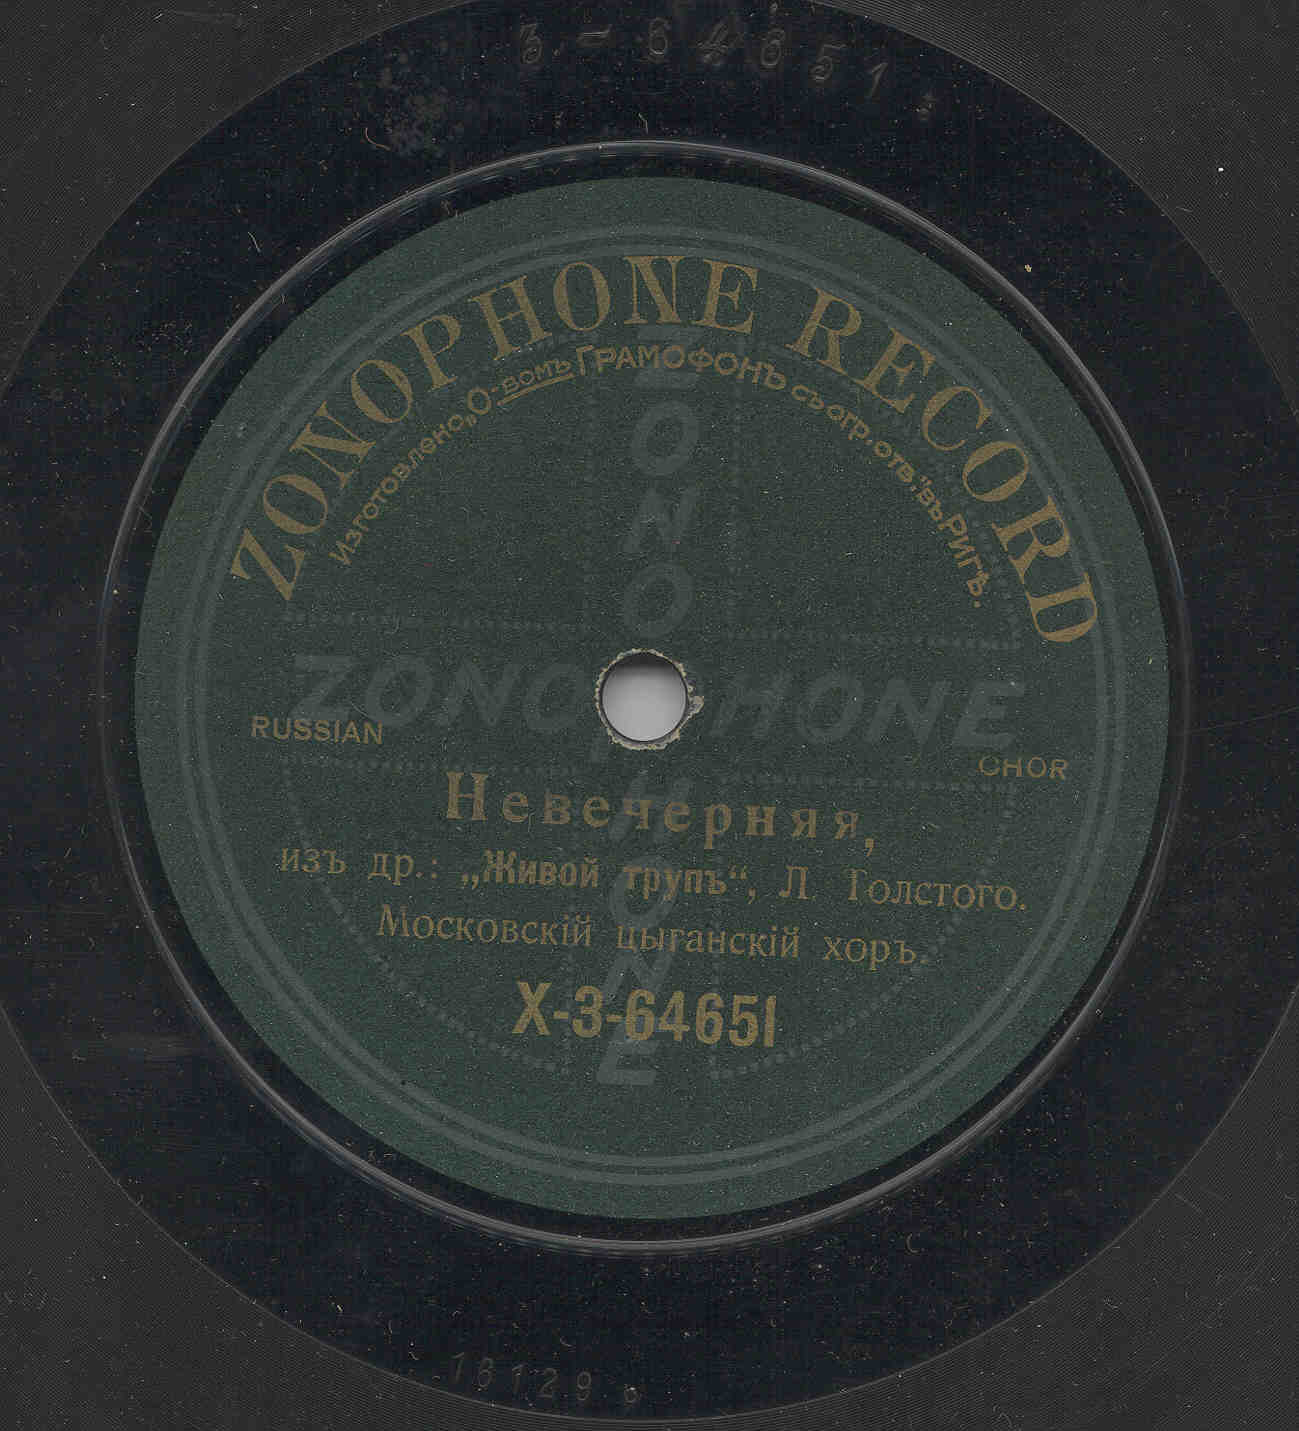 3-64651
ZONOPHONE RECORD
Изготовлено „О-вомъ Грамофонъ съ огр. отв.“ въ Ригѣ.
ZONOPHONE
ZONOPHONE
RUSSIAN
CHOR
Невечерняя,
изъ др.: „Живой трупъ“, Л. Толстого.
Московскій цыганскій хоръ.
X-3-64651